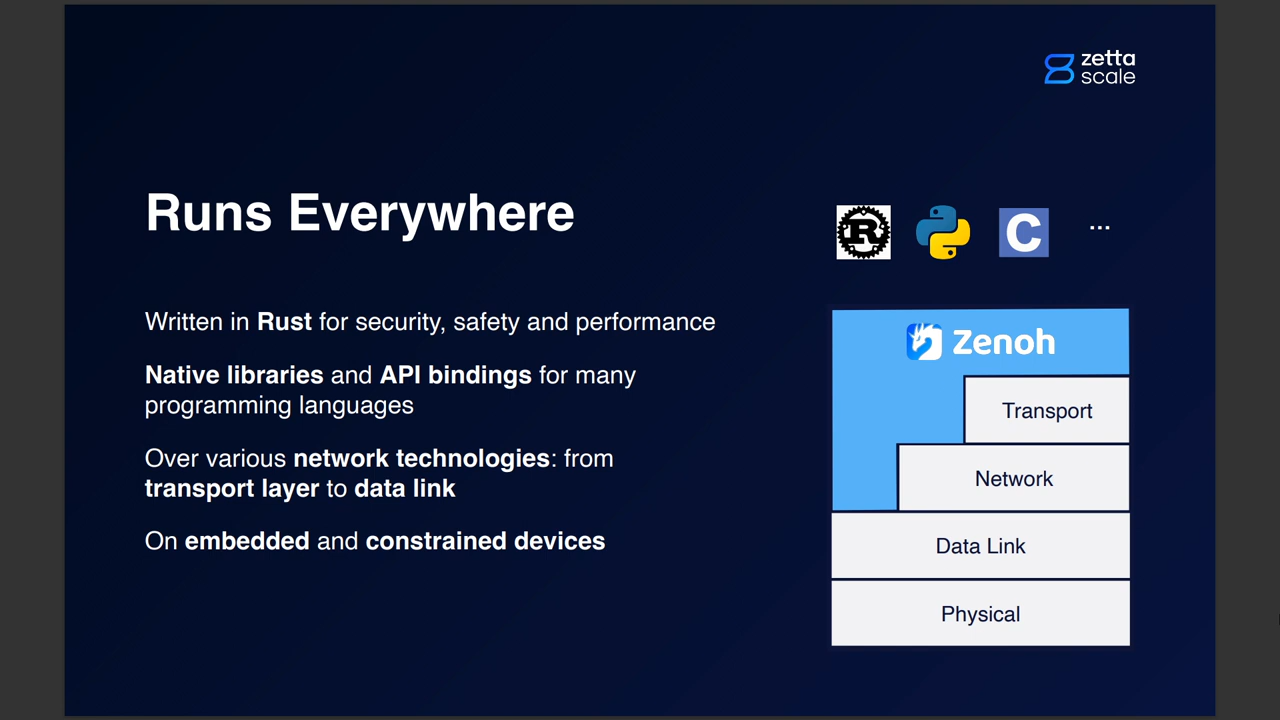 zetta
scale
Runs Everywhere
R
C
...
Written in Rust for security, safety and performance
Native libraries and API bindings for many
programming languages
Over various network technologies: from
transport layer to data link
On embedded and constrained devices
Zenoh
Transport
Network
Data Link
Physical